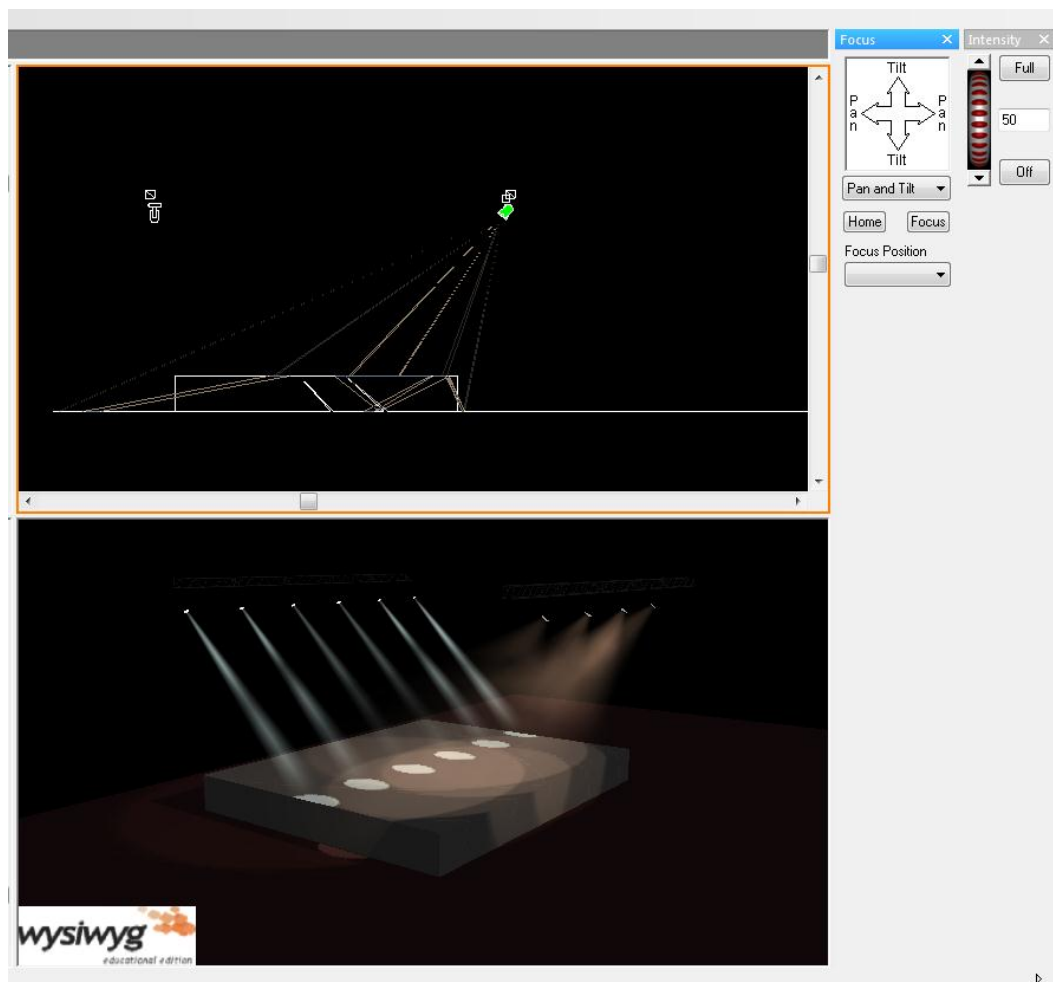 Focus
Intensity
Tilt
Pan
Pan
Tilt
Full
50
Off
Pan and Tilt
Home
Focus
Focus Position
wysiwyg
educational edition